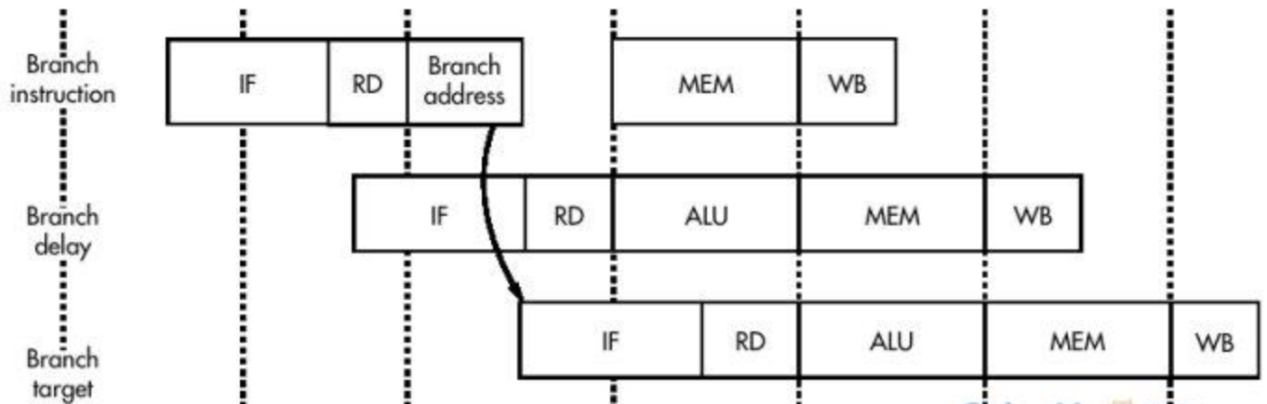 Branch
instruction
IF
RD
Branch
address
MEM
WB
Branch
delay
IF
RD
ALU
MEM
WB
Branch
target
IF
RD
ALU
MEM
WB